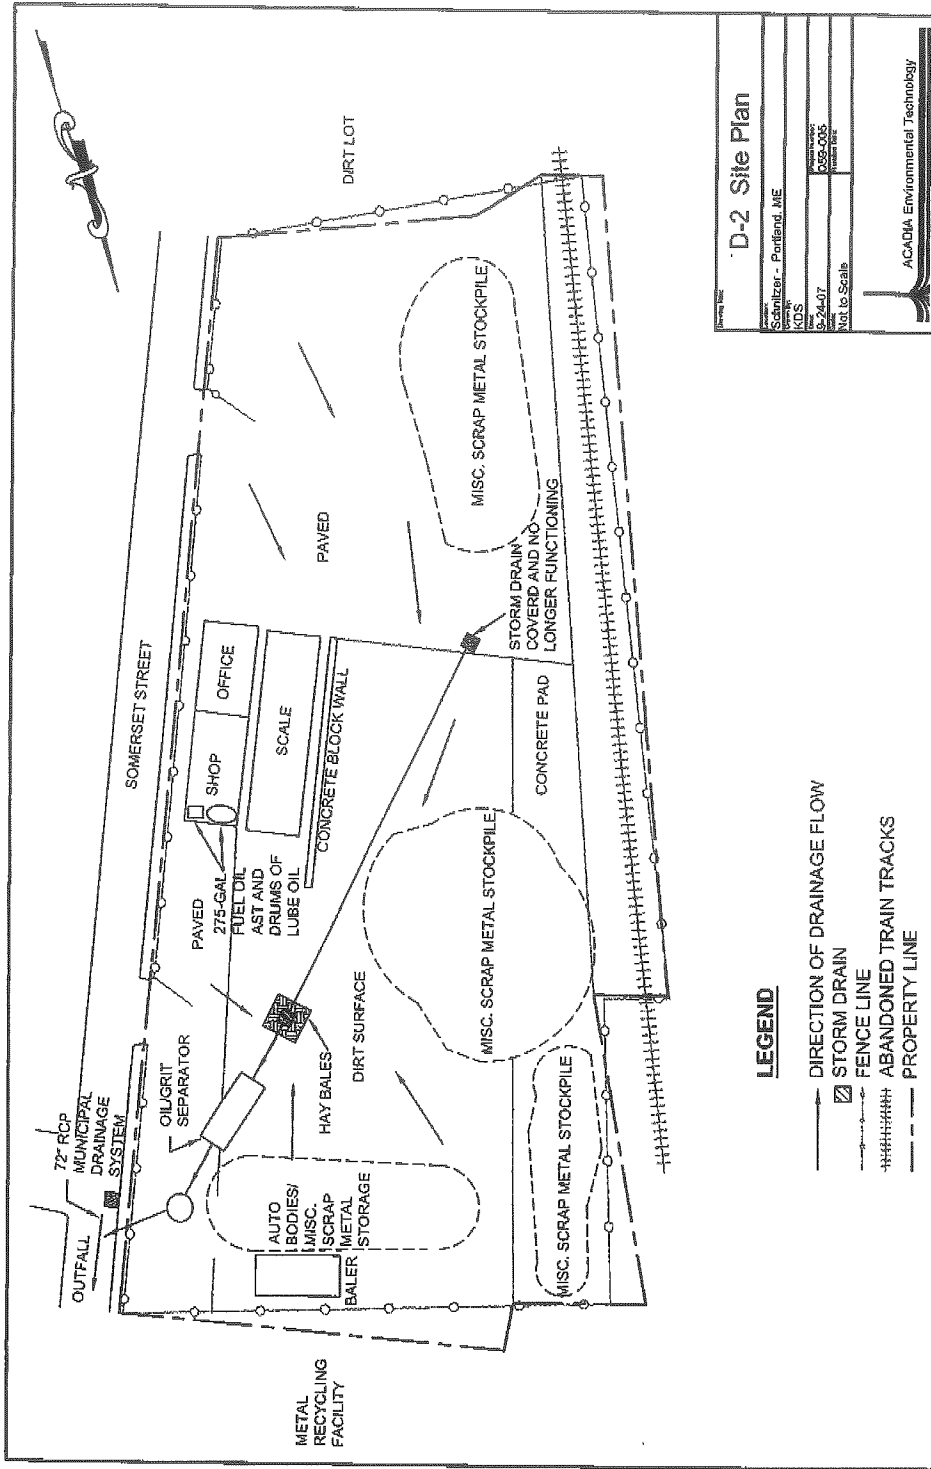 DIRT LOT
SOMERSET STREET
PAVED
MISC. SCRAP METAL STOCKPILE
OFFICE
SHOP
SCALE
CONCRETE BLOCK WALL
STORM DRAIN
COVERD AND NO
LONGER FUNCTIONING
CONCRETE PAD
PAVED
275-GAL
FUEL OIL
AST AND
DRUMS OF
LUBE OIL
MISC. SCRAP METAL STOCKPILE
DIRT SURFACE
HAY BALES
OIL/GRIT
SEPARATOR
72" RCP
MUNICIPAL
DRAINAGE
SYSTEM
OUTFALL
AUTO
BODIES/
MISC.
SCRAP
METAL
STORAGE
BALER
MISC. SCRAP METAL STOCKPILE
METAL
RECYCLING
FACILITY
LEGEND
DIRECTION OF DRAINAGE FLOW
STORM DRAIN
FENCE LINE
ABANDONED TRAIN TRACKS
PROPERTY LINE
D-2 Site Plan
Schnitzer - Portland, ME
KDS
9-24-07
Not to Scale
ACADIA Environmental Technology